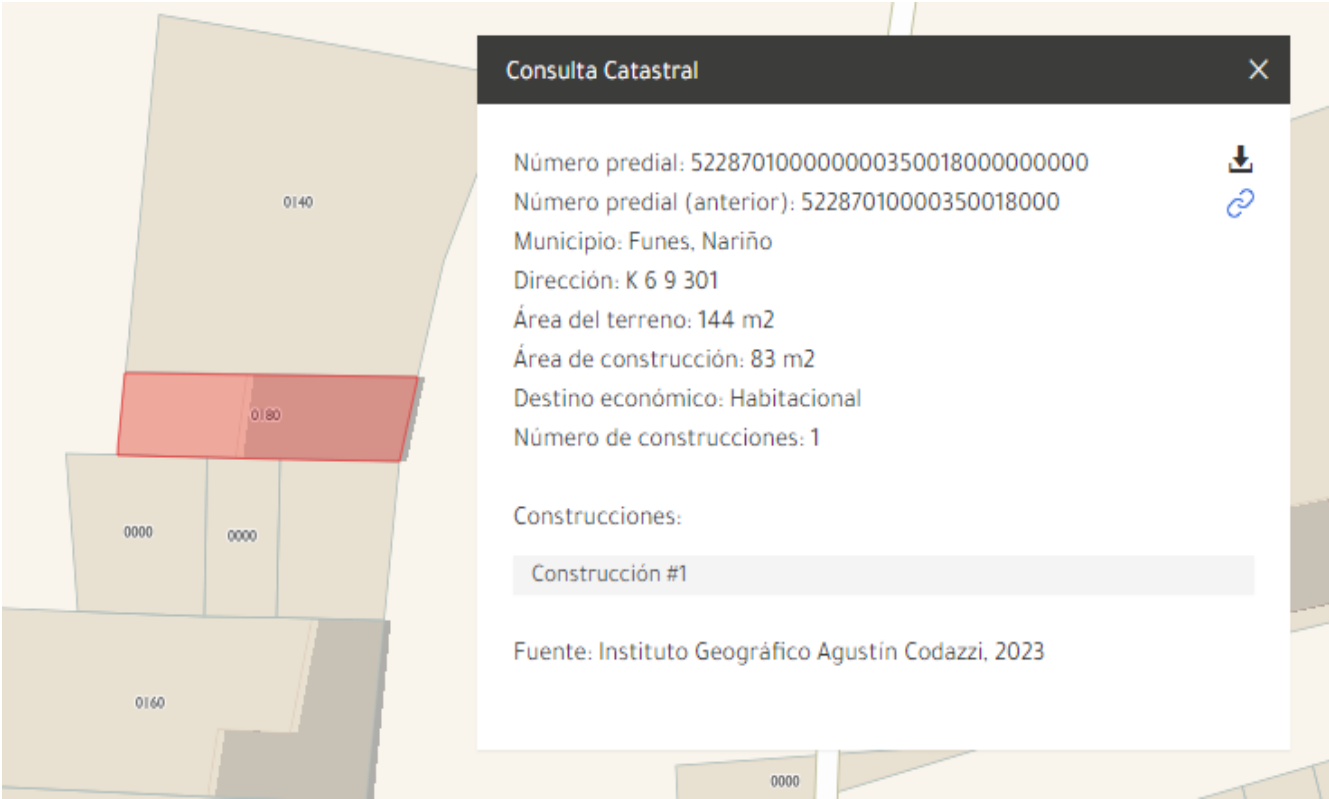 Consulta Catastral
Número predial: 522870100000000350018000000000
Número predial (anterior): 52287010000350018000
Municipio: Funes, Nariño
Dirección: K 6 9 301
Área del terreno: 144 m2
Área de construcción: 83 m2
Destino económico: Habitacional
Número de construcciones: 1
Construcciones:
Construcción #1
Fuente: Instituto Geográfico Agustín Codazzi, 2023
0140
0180
0000
0000
0160
0000